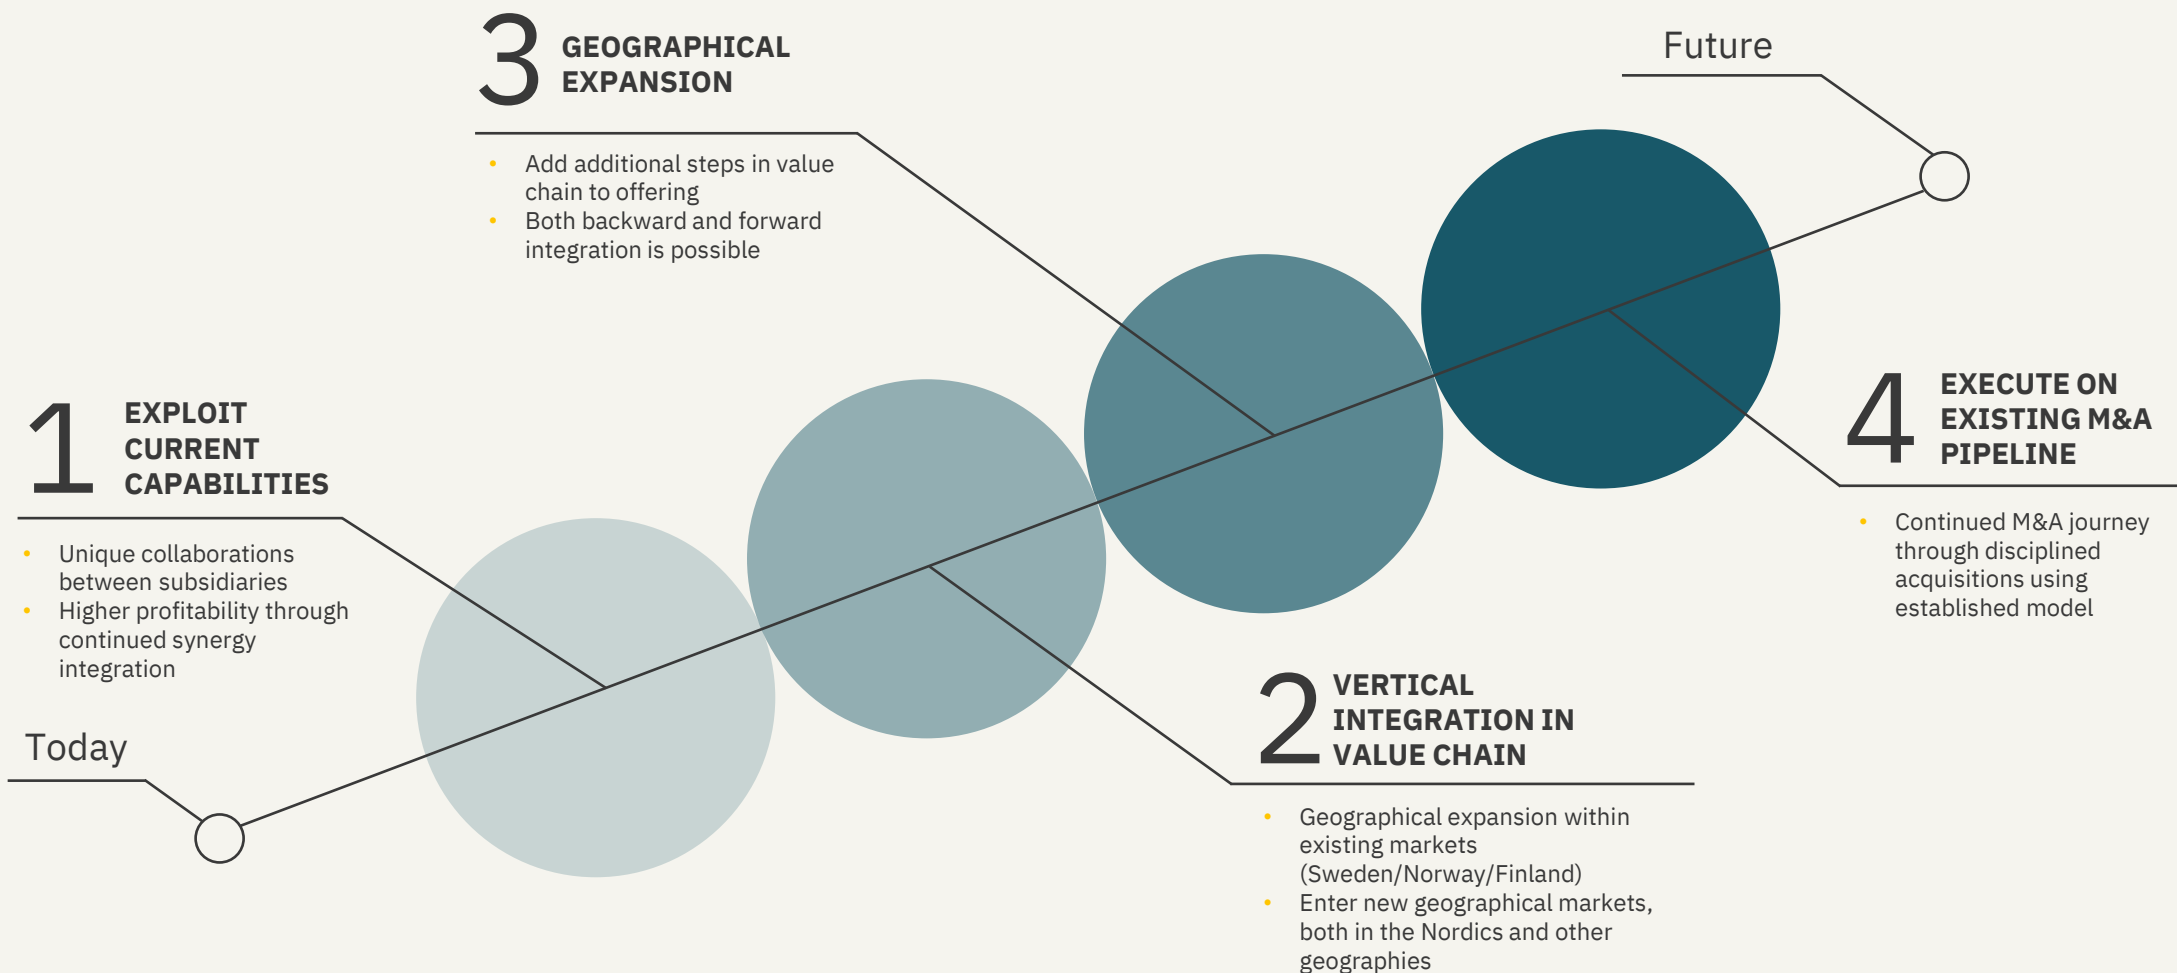 3
GEOGRAPHICAL
EXPANSION
• Add additional steps in value
chain to offering
• Both backward and forward
integration is possible
Future
1
EXPLOIT
CURRENT
CAPABILITIES
• Unique collaborations
between subsidiaries
• Higher profitability through
continued synergy
integration
Today
4
EXECUTE ON
EXISTING M&A
PIPELINE
• Continued M&A journey
through disciplined
acquisitions using
established model
2
VERTICAL
INTEGRATION IN
VALUE CHAIN
• Geographical expansion within
existing markets
(Sweden/Norway/Finland)
• Enter new geographical markets,
both in the Nordics and other
geographies